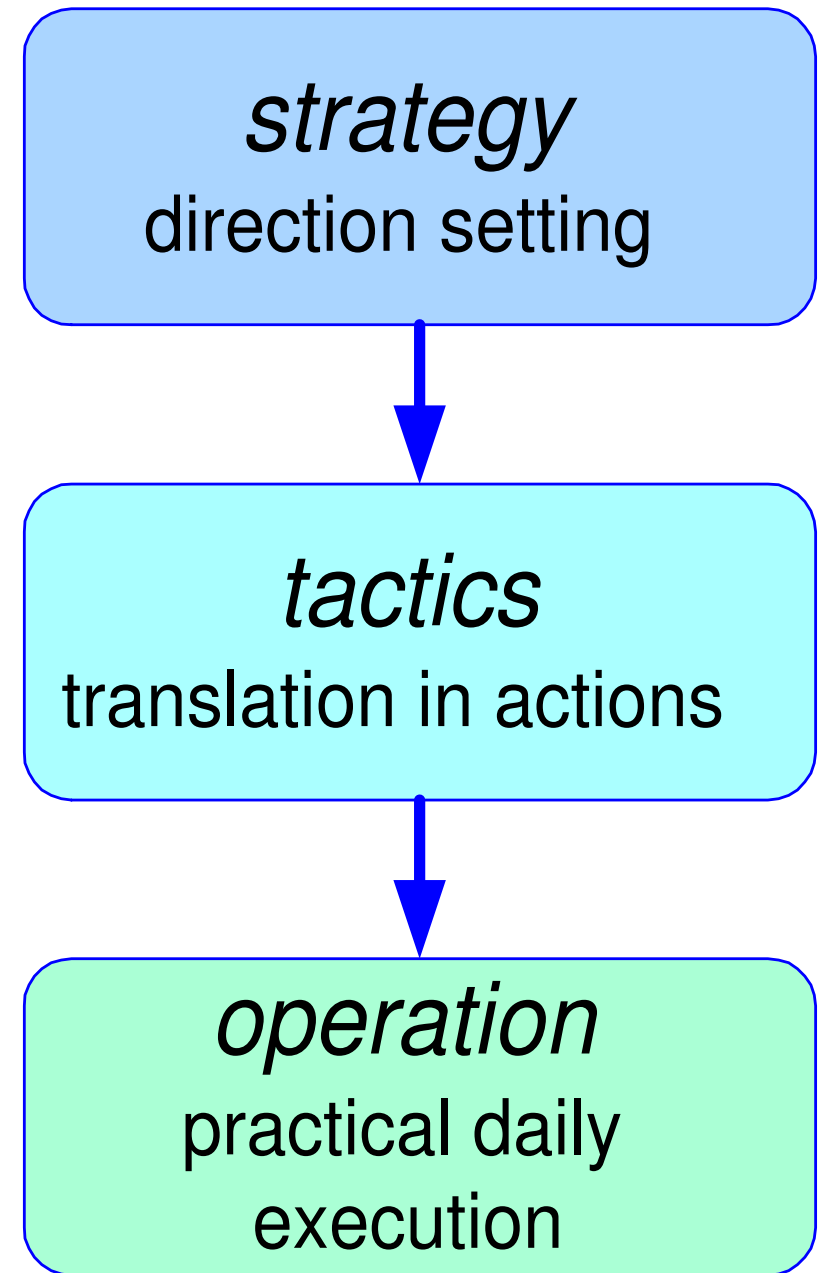 strategy
direction setting
tactics
translation in actions
operation
practical daily
execution